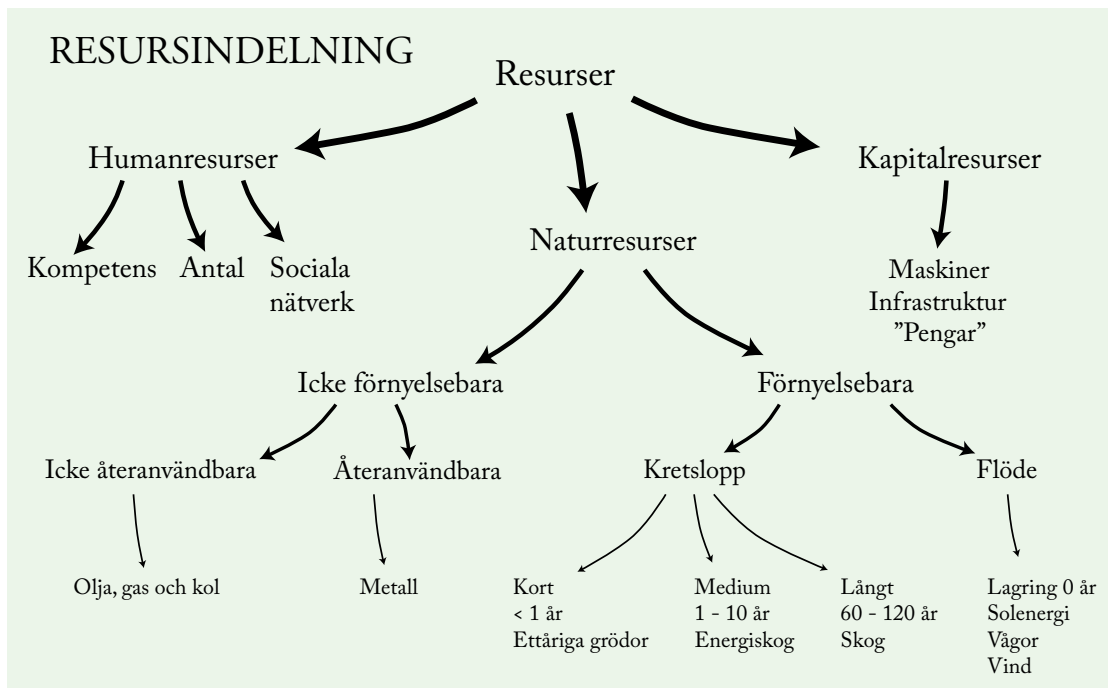 RESURSINDELNING
Resurser
Humanresurser
Kapitalresurser
Naturresurser
Kompetens
Antal
Sociala
nätverk
Maskiner
Infrastruktur
”Pengar”
Icke förnyelsebara
Förnyelsebara
Icke återanvändbara
Återanvändbara
Kretslopp
Flöde
Olja, gas och kol
Metall
Kort
< 1 år
Ettåriga grödor
Medium
1 - 10 år
Energiskog
Långt
60 - 120 år
Skog
Lagring 0 år
Solenergi
Vågor
Vind